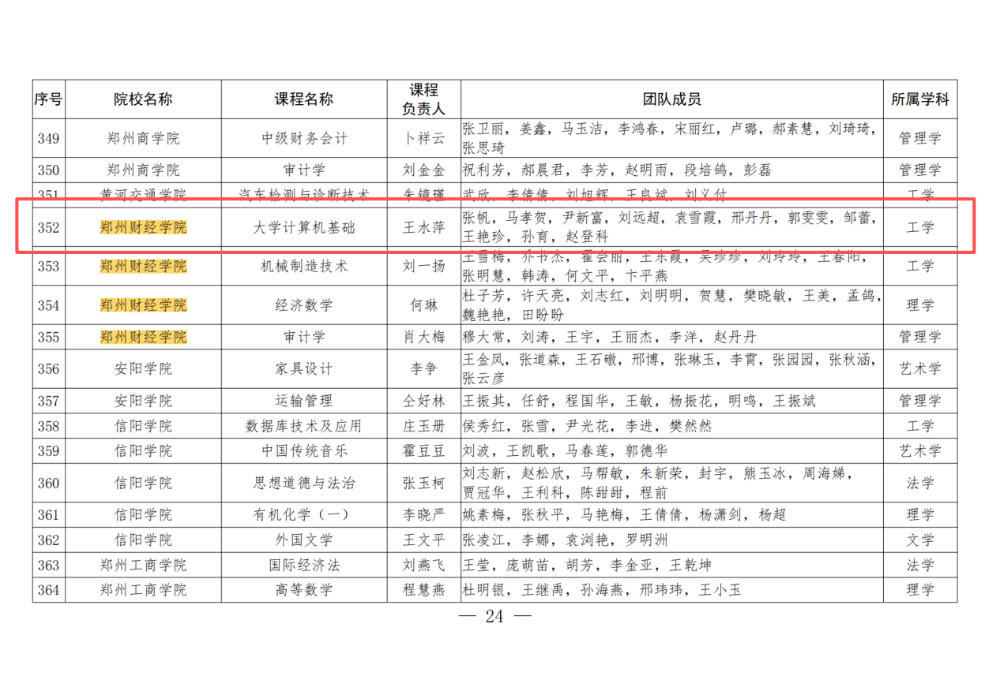 序号 院校名称 课程名称 课程负责人 团队成员 所属学科
349 郑州商学院 中级财务会计 卜祥云 张卫丽，姜鑫，马玉洁，李鸿春，宋丽红，卢璐，郝素慧，刘琦琦，
张思琦 管理学
350 郑州商学院 审计学 刘金金 祝利芳，郝晨君，李芳，赵明雨，段培鸽，彭磊 管理学
351 黄河交通学院 汽车检测与诊断技术 朱镜瑾 武欣，李倩倩，刘旭辉，王良斌，刘义付 工学
352 郑州财经学院 大学计算机基础 王水萍 张帆，马孝贺，尹新富，刘远超，袁雪霞，邢丹丹，郭雯雯，邹蕾，
王艳珍，孙育，赵登科 工学
353 郑州财经学院 机械制造技术 刘一扬 王雪梅，乔书杰，翟会丽，王东霞，吴珍珍，刘玲玲，王春阳，
张明慧，韩涛，何文平，卞平燕 工学
354 郑州财经学院 经济数学 何琳 杜子芳，许天亮，刘志红，刘明明，贺慧，樊晓敏，王美，孟鸽，
魏艳艳，田盼盼 理学
355 郑州财经学院 审计学 肖大梅 穆大常，刘涛，王宇，王丽杰，李洋，赵丹丹 管理学
356 安阳学院 家具设计 李争 王金凤，张道森，王石礅，邢博，张琳玉，李霄，张园园，张秋涵，
张云彦 艺术学
357 安阳学院 运输管理 仝好林 王振其，任舒，程国华，王敏，杨振花，明鸣，王振斌 管理学
358 信阳学院 数据库技术及应用 庄玉册 侯秀红，张雪，尹光花，李进，樊然然 工学
359 信阳学院 中国传统音乐 霍豆豆 刘波，王凯歌，马春莲，郭德华 艺术学
360 信阳学院 思想道德与法治 张玉柯 刘志新，赵松欣，马帮敏，朱新荣，封宇，熊玉冰，周海娣，
贾冠华，王利科，陈甜甜，程前 法学
361 信阳学院 有机化学（一） 李晓严 姚素梅，张秋平，马艳梅，王倩倩，杨潇剑，杨超 理学
362 信阳学院 外国文学 王文平 张凌江，李娜，袁浏艳，罗明洲 文学
363 郑州工商学院 国际经济法 刘燕飞 王莹，庞萌苗，胡芳，李金亚，王乾坤 法学
364 郑州工商学院 高等数学 程慧燕 杜明银，王继禹，孙海燕，邢玮玮，王小玉 理学
— 24 —